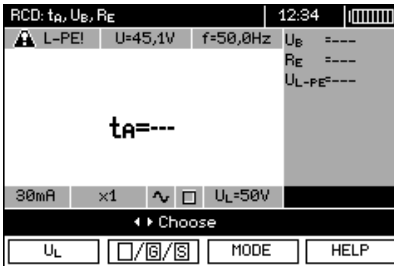 RCD: tA, UB, RE 12:34
L-PE! U=45,1V f=50,0Hz UB =---
RE =---
UL-PE=---
tA=---
30mA x1 UL=50V
Choose
UL □/G/S MODE HELP